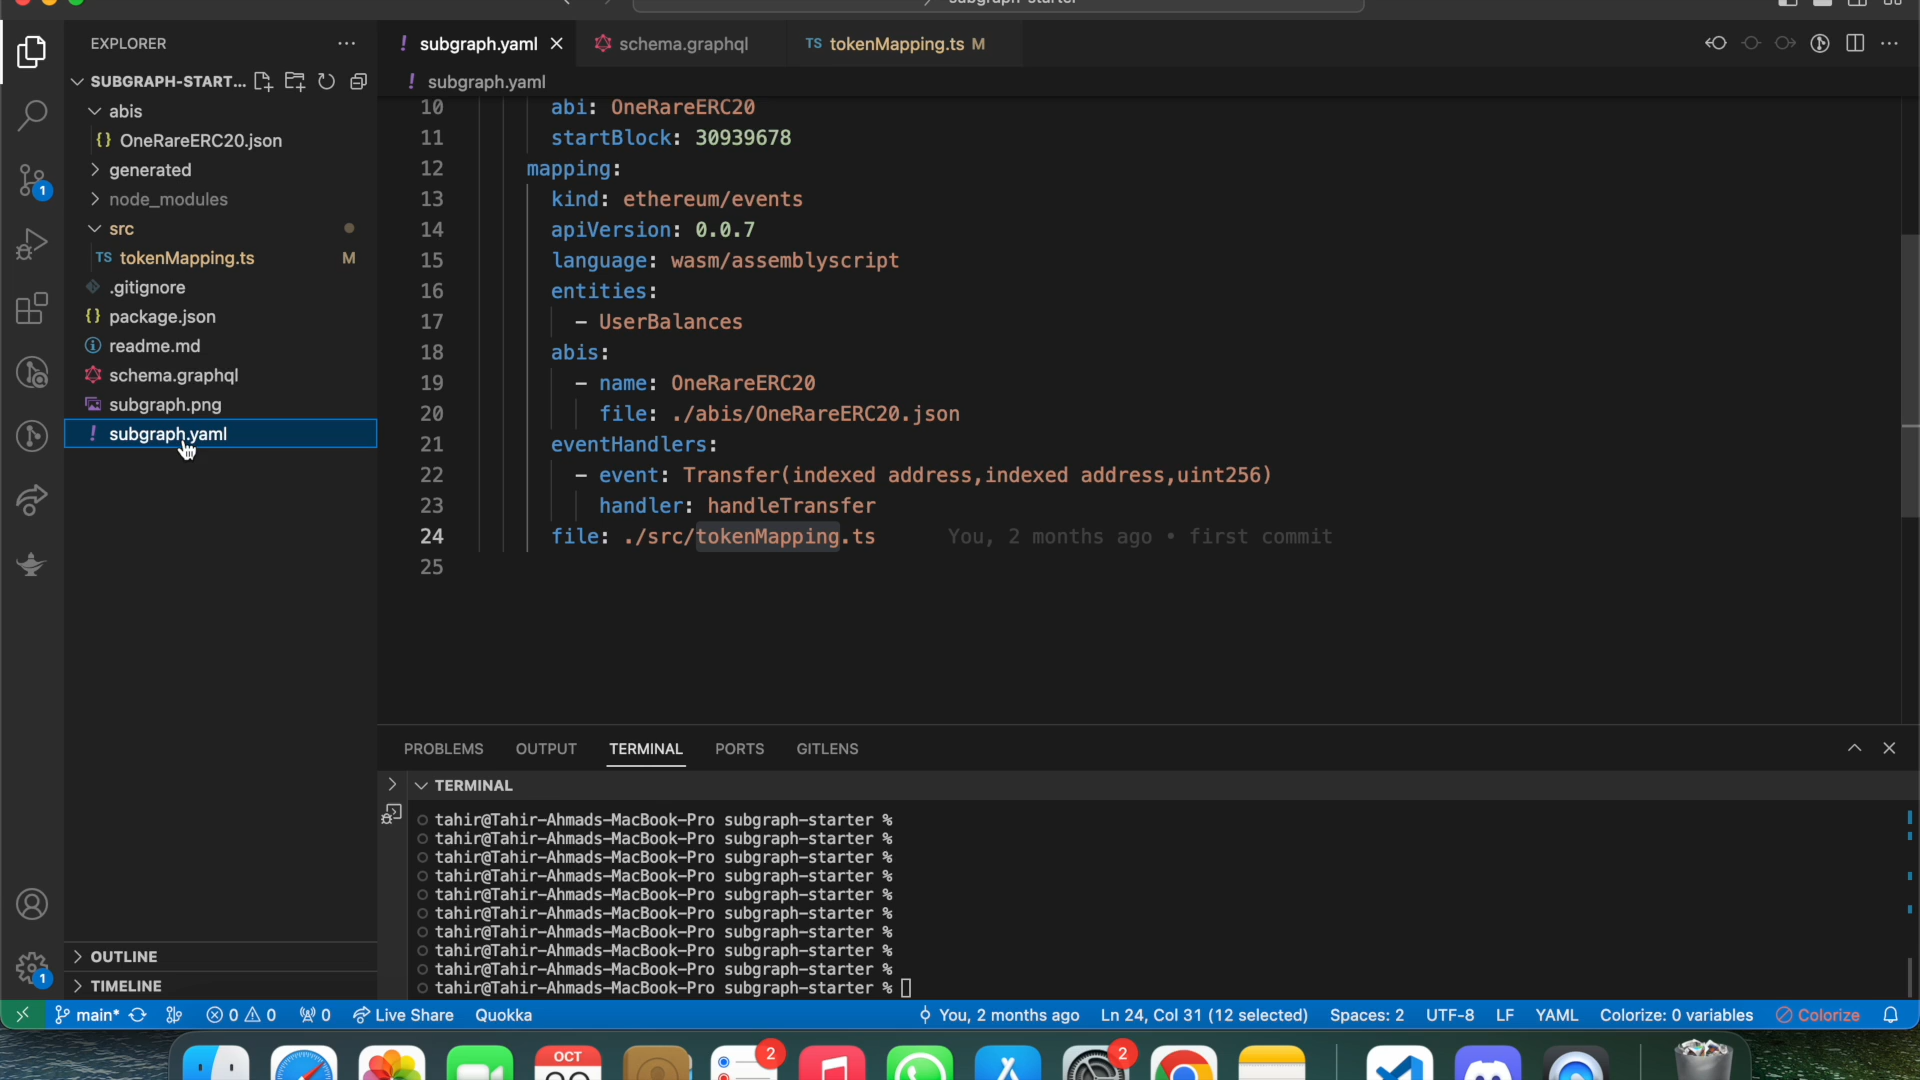 subgraph-starter
EXPLORER
SUBGRAPH-START...
abis
{} OneRareERC20.json
generated
node_modules
src
TS tokenMapping.ts M
.gitignore
{} package.json
readme.md
schema.graphql
subgraph.png
! subgraph.yaml
OUTLINE
TIMELINE
1
1
! subgraph.yaml
schema.graphql
TS tokenMapping.ts M
! subgraph.yaml
10 abi: OneRareERC20
11 startBlock: 30939678
12 mapping:
13 kind: ethereum/events
14 apiVersion: 0.0.7
15 language: wasm/assemblyscript
16 entities:
17 - UserBalances
18 abis:
19 - name: OneRareERC20
20 file: ./abis/OneRareERC20.json
21 eventHandlers:
22 - event: Transfer(indexed address,indexed address,uint256)
23 handler: handleTransfer
24 file: ./src/tokenMapping.ts You, 2 months ago • first commit
25
PROBLEMS OUTPUT TERMINAL PORTS GITLENS
TERMINAL
tahir@Tahir-Ahmads-MacBook-Pro subgraph-starter %
tahir@Tahir-Ahmads-MacBook-Pro subgraph-starter %
tahir@Tahir-Ahmads-MacBook-Pro subgraph-starter %
tahir@Tahir-Ahmads-MacBook-Pro subgraph-starter %
tahir@Tahir-Ahmads-MacBook-Pro subgraph-starter %
tahir@Tahir-Ahmads-MacBook-Pro subgraph-starter %
tahir@Tahir-Ahmads-MacBook-Pro subgraph-starter %
tahir@Tahir-Ahmads-MacBook-Pro subgraph-starter %
tahir@Tahir-Ahmads-MacBook-Pro subgraph-starter %
tahir@Tahir-Ahmads-MacBook-Pro subgraph-starter %
main* 0 0 0 Live Share Quokka You, 2 months ago Ln 24, Col 31 (12 selected) Spaces: 2 UTF-8 LF YAML Colorize: 0 variables Colorize
OCT 2 2